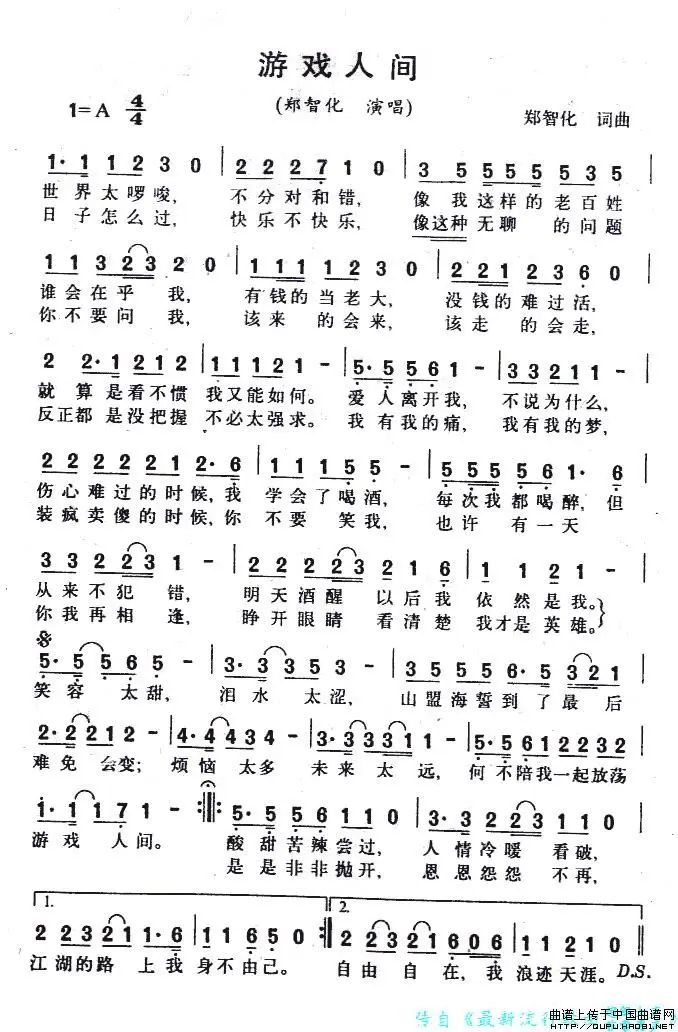 游戏人间
(郑智化 演唱)
1=A 4/4
郑智化 词曲
1· 1 1 2 3 0 | 2 2 2 7 1 0 | 3 5 5 5 5 5 3 5 |
世界太啰唆, 不分对和错, 像我这样的老百姓
日子怎么过, 快乐不快乐, 像这种无聊 的问题
1 1 3 2 3 2 0 | 1 1 1 1 2 3 0 | 2 2 2 1 2 3 6 0 |
谁会在乎 我, 有钱的当老大, 没钱的难过活,
你不要问 我, 该来 的会来, 该走 的会走,
2 2· 1 2 1 2 | 1 1 1 2 1 - | 5· 5 5 6 1 - | 3 3 2 1 1 - |
就算是看不惯 我又能如何。 爱人离开我, 不说为什么,
反正都是没把握 不必太强求。 我有我的痛, 我有我的梦,
2 2 2 2 2 2 2· 6 | 1 1 1 5 5 - | 5 5 5 5 6 1· 6 |
伤心难过的时候,我 学会了喝酒, 每次我都喝醉,但
装疯卖傻的时候,你 不要 笑我, 也许 有一天
3 3 2 2 3 1 - | 2 2 2 2 2 3 2 2 1 6 | 1 1 2 1 - |
从来不犯 错, 明天酒醒 以后我 依然是我。
你我再相 逢, 睁开眼睛 看清楚 我才是英雄。
5· 5 5 6 5· - | 3· 3 3 5 3 - | 5 5 5 5 5 5· 6 3 2 1 |
笑容 太甜, 泪水 太涩, 山盟海誓到了最后
2· 2 2 2 1 2 - | 4· 4 4 3 4 - | 3· 3 3 3 3 1 - | 5· 5 6 1 2 2 3 2 |
难免 会变; 烦恼 太多 未来 太远, 何不陪我一起放荡
1· 1 1 7 1 - :‖: 5· 5 5 6 1 1 0 | 3· 3 2 2 3 1 1 0 |
游戏 人间。 酸甜苦辣尝过, 人情冷暖 看破,
是是非非抛开, 恩恩怨怨 不再,
1. 2.
2 2 3 2 2 1 1· 6 | 1 1 6 5 0 :‖ 2 2 3 2 2 1 6 0 6 | 1 1 2 1 0 ‖
江湖的路 上我 身不由己。 自由 自在,我 浪迹天涯。D.S.
曲谱上传于中国曲谱网